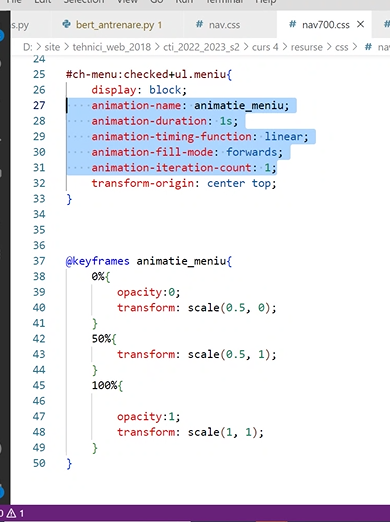 File Edit Selection View Go Run Terminal Help
s.py bert_antrenare.py 1 nav.css nav700.css
D: > site > tehnici_web_2018 > cti_2022_2023_s2 > curs 4 > resurse > css >
24
25 #ch-menu:checked+ul.meniu{
26 display: block;
27 animation-name: animatie_meniu;
28 animation-duration: 1s;
29 animation-timing-function: linear;
30 animation-fill-mode: forwards;
31 animation-iteration-count: 1;
32 transform-origin: center top;
33 }
34
35
36
37 @keyframes animatie_meniu{
38 0%{
39 opacity:0;
40 transform: scale(0.5, 0);
41 }
42 50%{
43 transform: scale(0.5, 1);
44 }
45 100%{
46
47 opacity:1;
48 transform: scale(1, 1);
49 }
50 }
0 1